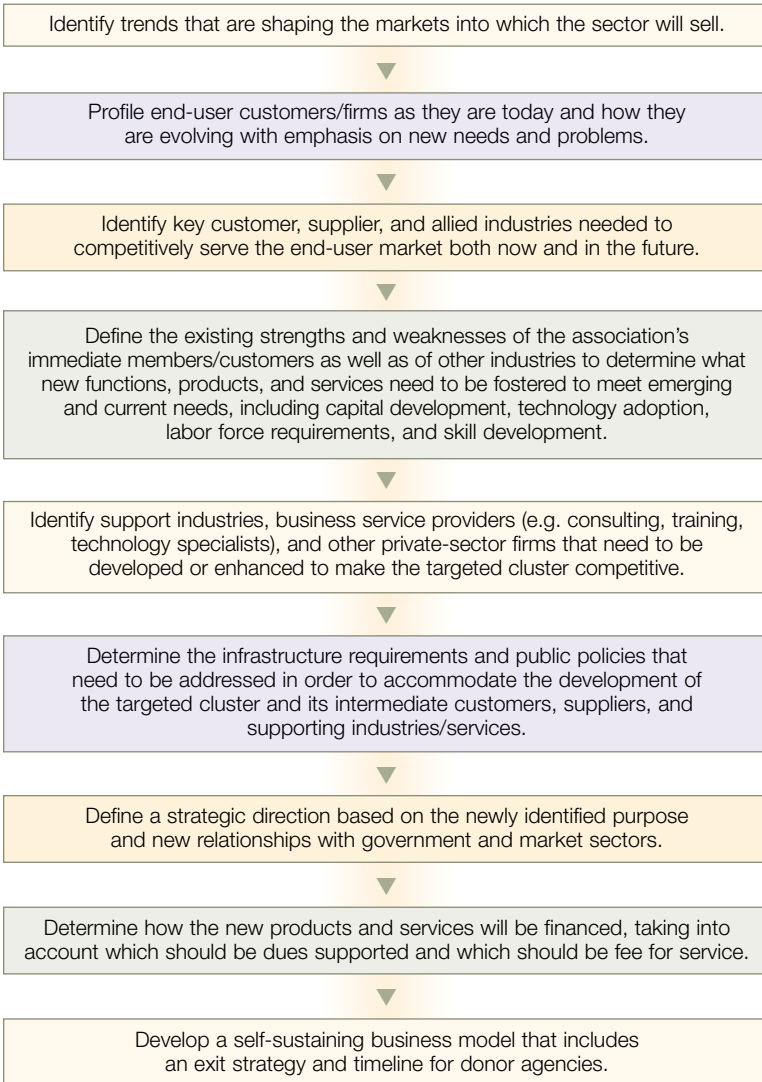 Identify trends that are shaping the markets into which the sector will sell.
Profile end-user customers/firms as they are today and how they
are evolving with emphasis on new needs and problems.
Identify key customer, supplier, and allied industries needed to
competitively serve the end-user market both now and in the future.
Define the existing strengths and weaknesses of the association's
immediate members/customers as well as of other industries to determine what
new functions, products, and services need to be fostered to meet emerging
and current needs, including capital development, technology adoption,
labor force requirements, and skill development.
Identify support industries, business service providers (e.g. consulting, training,
technology specialists), and other private-sector firms that need to be
developed or enhanced to make the targeted cluster competitive.
Determine the infrastructure requirements and public policies that
need to be addressed in order to accommodate the development of
the targeted cluster and its intermediate customers, suppliers, and
supporting industries/services.
Define a strategic direction based on the newly identified purpose
and new relationships with government and market sectors.
Determine how the new products and services will be financed, taking into
account which should be dues supported and which should be fee for service.
Develop a self-sustaining business model that includes
an exit strategy and timeline for donor agencies.